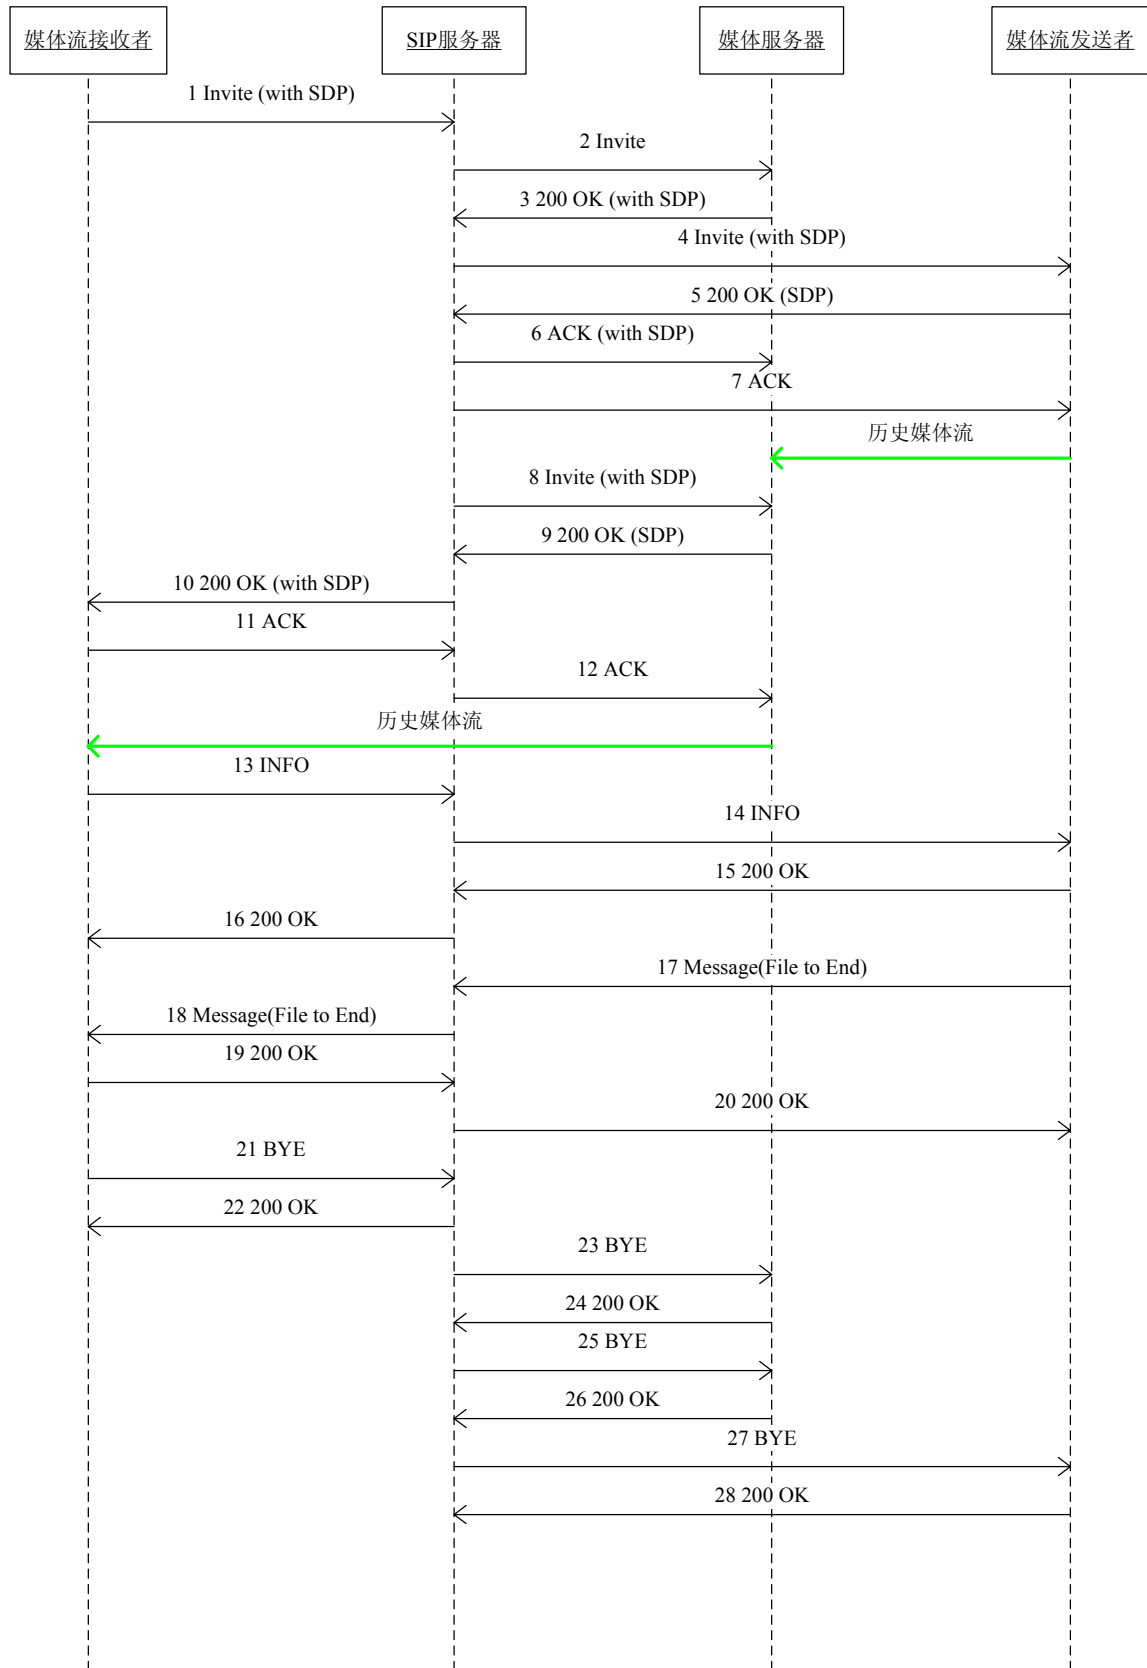 媒体流接收者
SIP服务器
媒体服务器
媒体流发送者
1 Invite (with SDP)
2 Invite
3 200 OK (with SDP)
4 Invite (with SDP)
5 200 OK (SDP)
6 ACK (with SDP)
7 ACK
历史媒体流
8 Invite (with SDP)
9 200 OK (SDP)
10 200 OK (with SDP)
11 ACK
12 ACK
历史媒体流
13 INFO
14 INFO
15 200 OK
16 200 OK
17 Message(File to End)
18 Message(File to End)
19 200 OK
20 200 OK
21 BYE
22 200 OK
23 BYE
24 200 OK
25 BYE
26 200 OK
27 BYE
28 200 OK